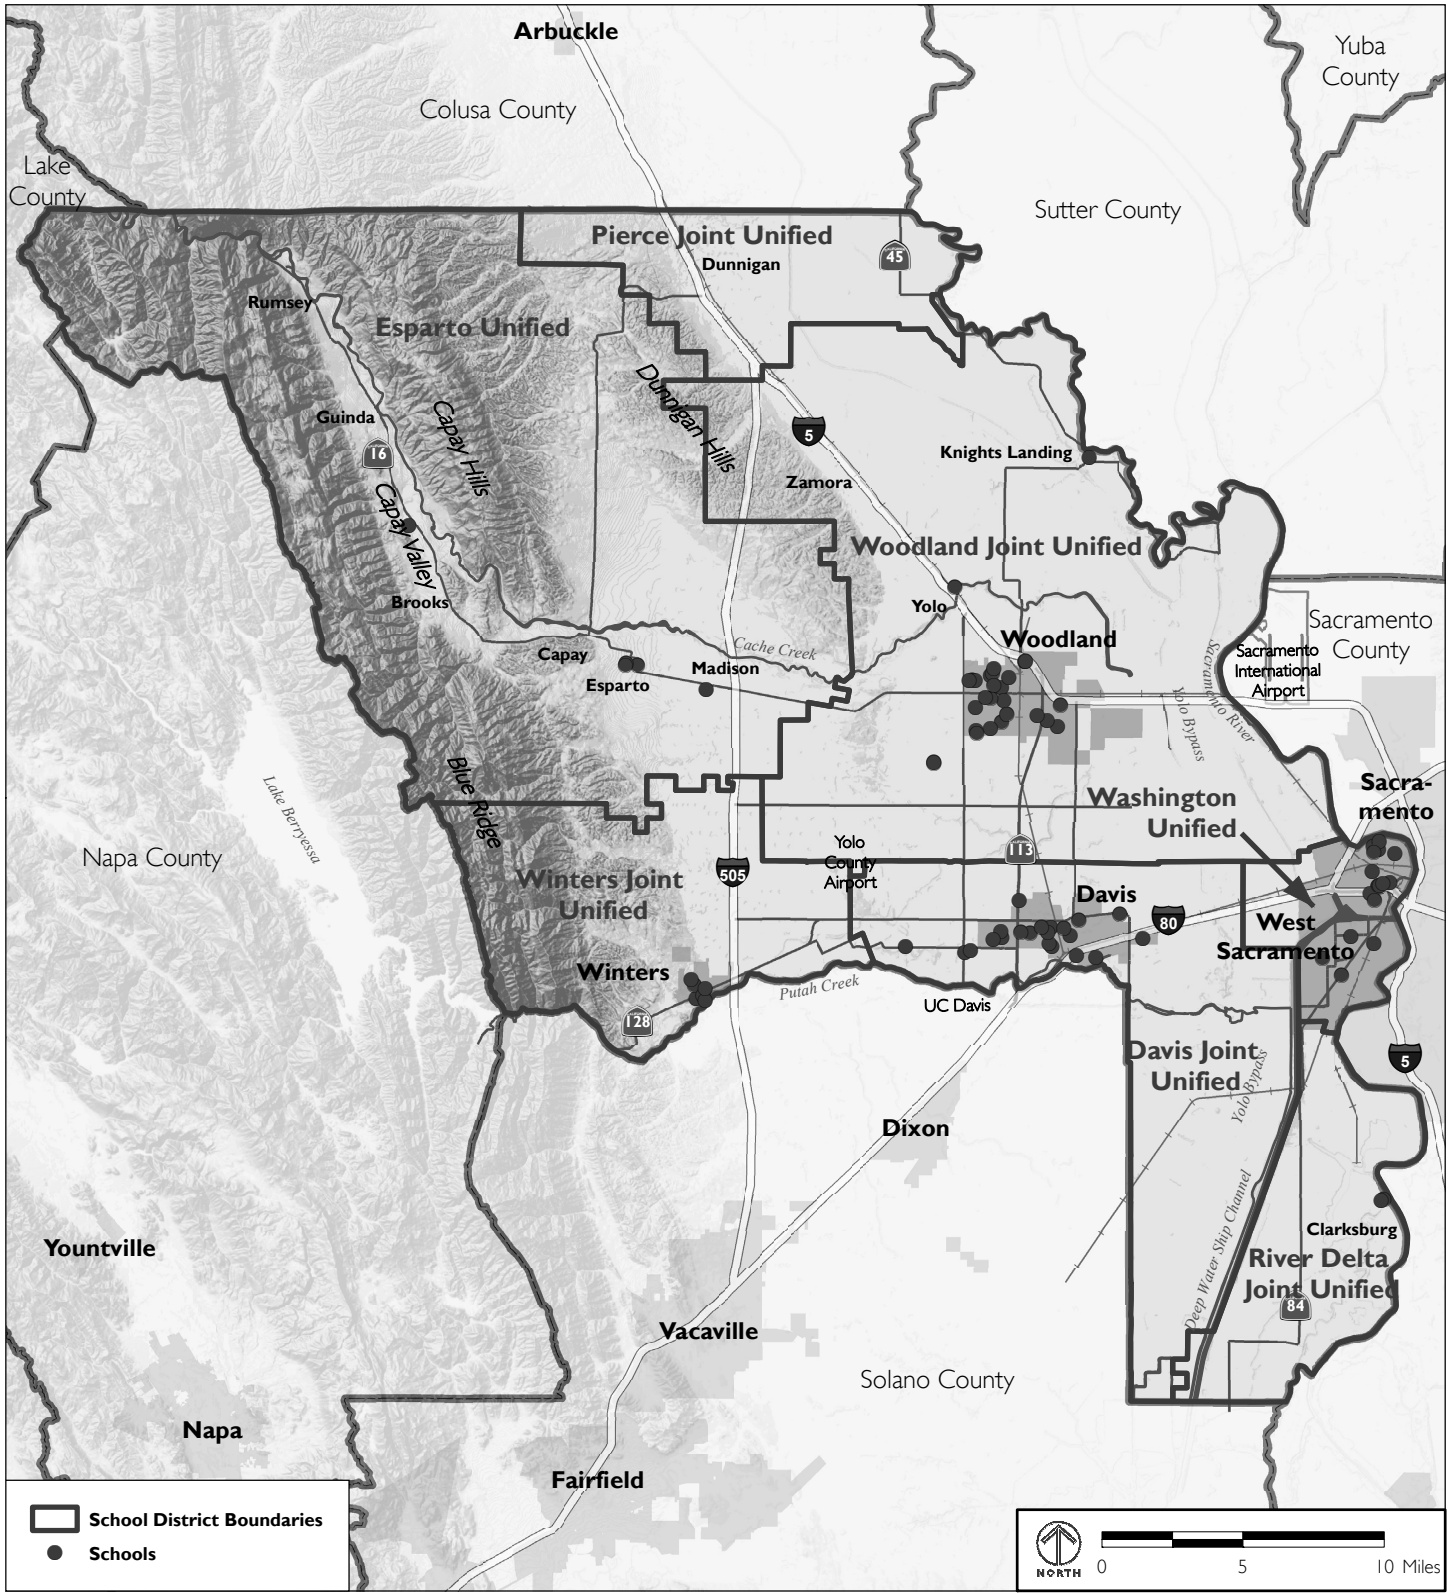 Arbuckle
Yuba
County
Colusa County
Lake
County
Sutter County
Pierce Joint Unified
45
Dunnigan
Rumsey
Esparto Unified
Dunnigan Hills
Guinda
Capay Hills
5
16
Knights Landing
Zamora
Capay Valley
Woodland Joint Unified
Brooks
Yolo
Sacramento
County
Woodland
Cache Creek
Capay
Madison
Esparto
Sacramento
International
Airport
Sacramento River
Yolo Bypass
Blue Ridge
Lake Berryessa
Sacra-
mento
Washington
Unified
Napa County
Yolo
County
Airport
113
505
Winters Joint
Unified
Davis
80
West
Sacramento
Winters
Putah Creek
UC Davis
128
Davis Joint
Unified
Yolo Bypass
5
Dixon
Deep Water Ship Channel
Clarksburg
River Delta
Joint Unified
84
Yountville
Vacaville
Solano County
Napa
Fairfield
School District Boundaries
Schools
NORTH
0 5 10 Miles